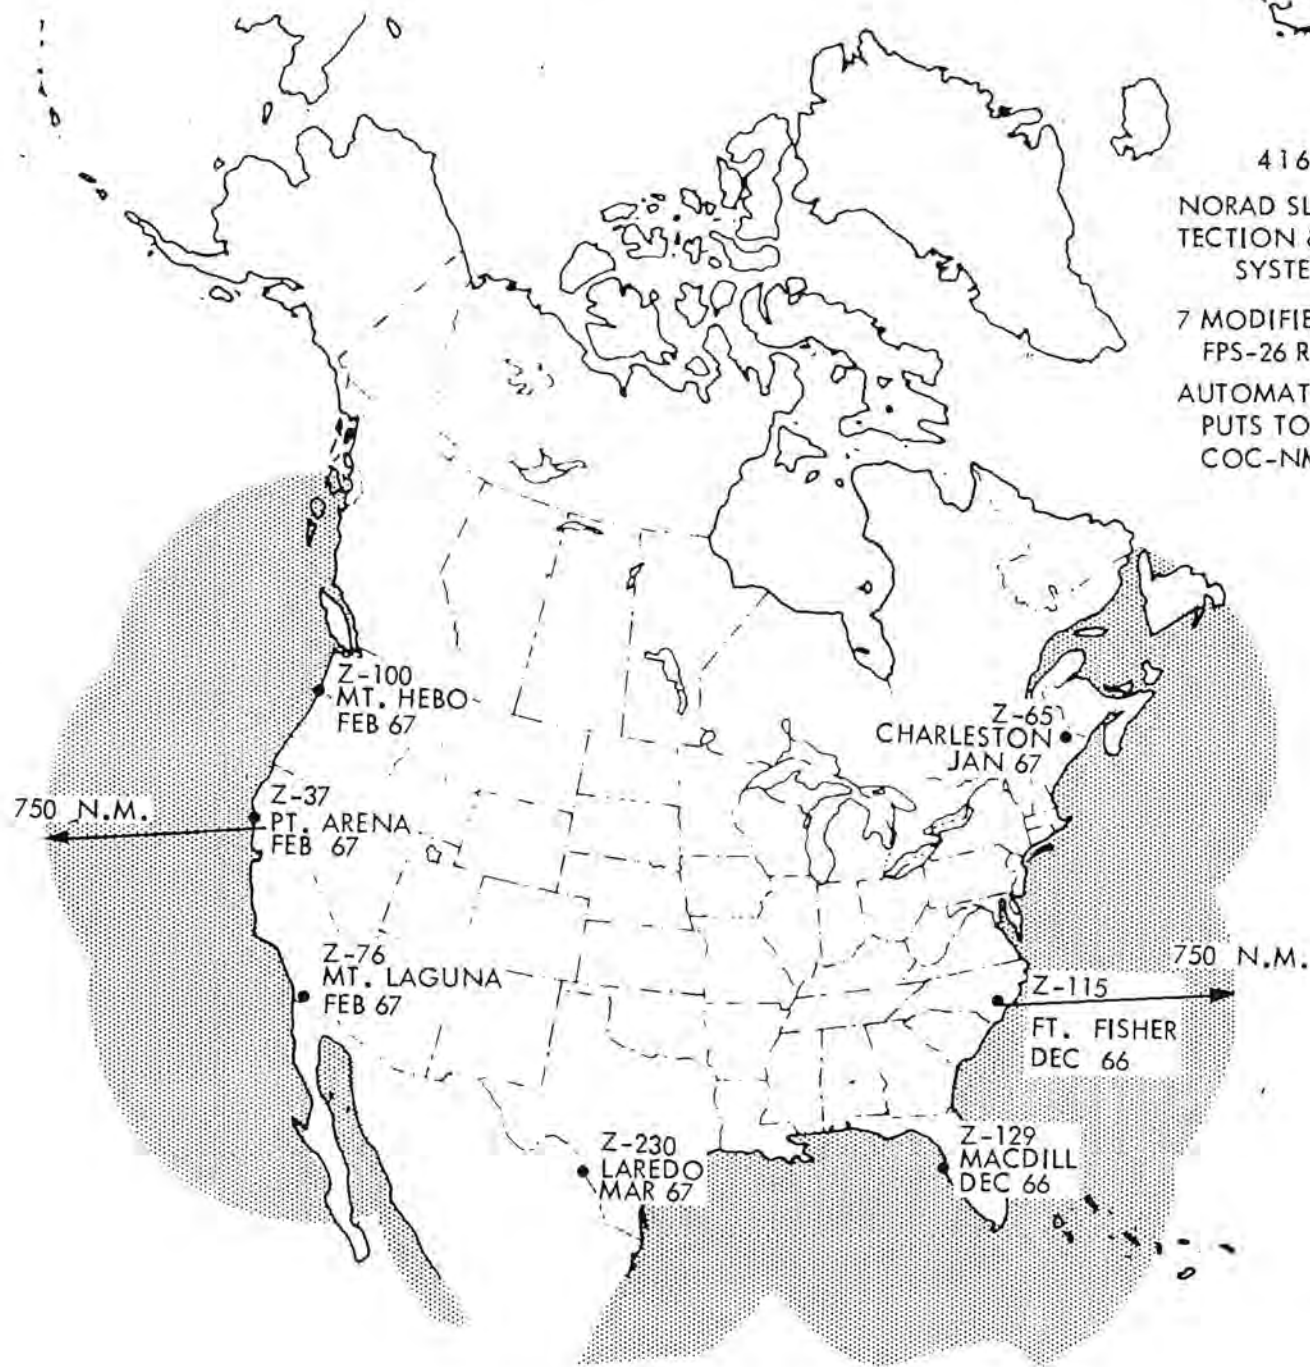 416
NORAD SL
TECTION &
SYSTE
7 MODIFIE
FPS-26 R
AUTOMAT
PUTS TO
COC-NM
Z-100
MT. HEBO
FEB 67
Z-65
CHARLESTON
JAN 67
750 N.M.
Z-37
PT. ARENA
FEB 67
Z-76
MT. LAGUNA
FEB 67
750 N.M.
Z-115
FT. FISHER
DEC 66
Z-230
LAREDO
MAR 67
Z-129
MACDILL
DEC 66